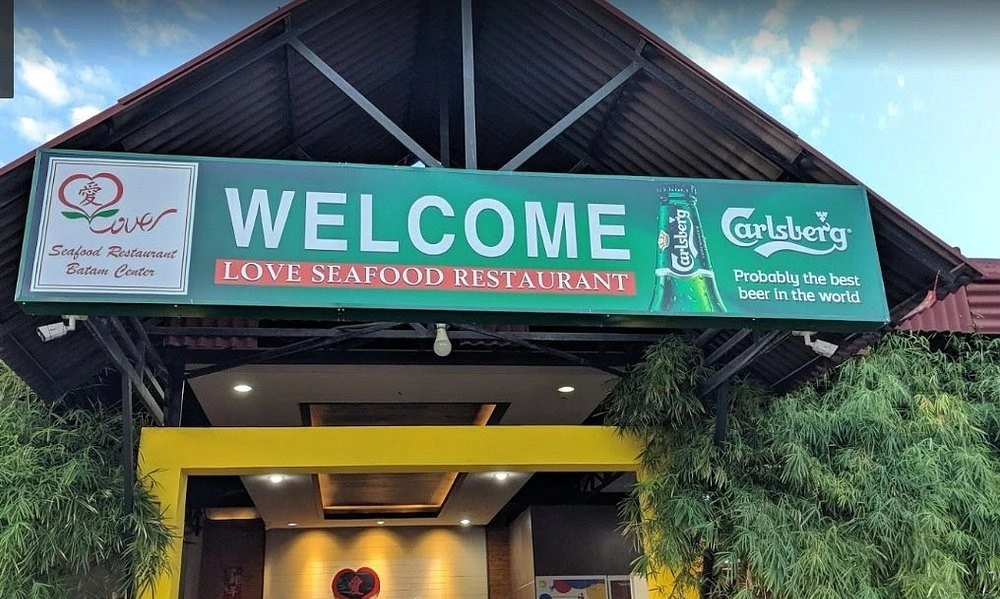 愛
Lover
Seafood Restaurant
Batam Center
WELCOME
LOVE SEAFOOD RESTAURANT
Carlsberg
Carlsberg
Probably the best
beer in the world
愛